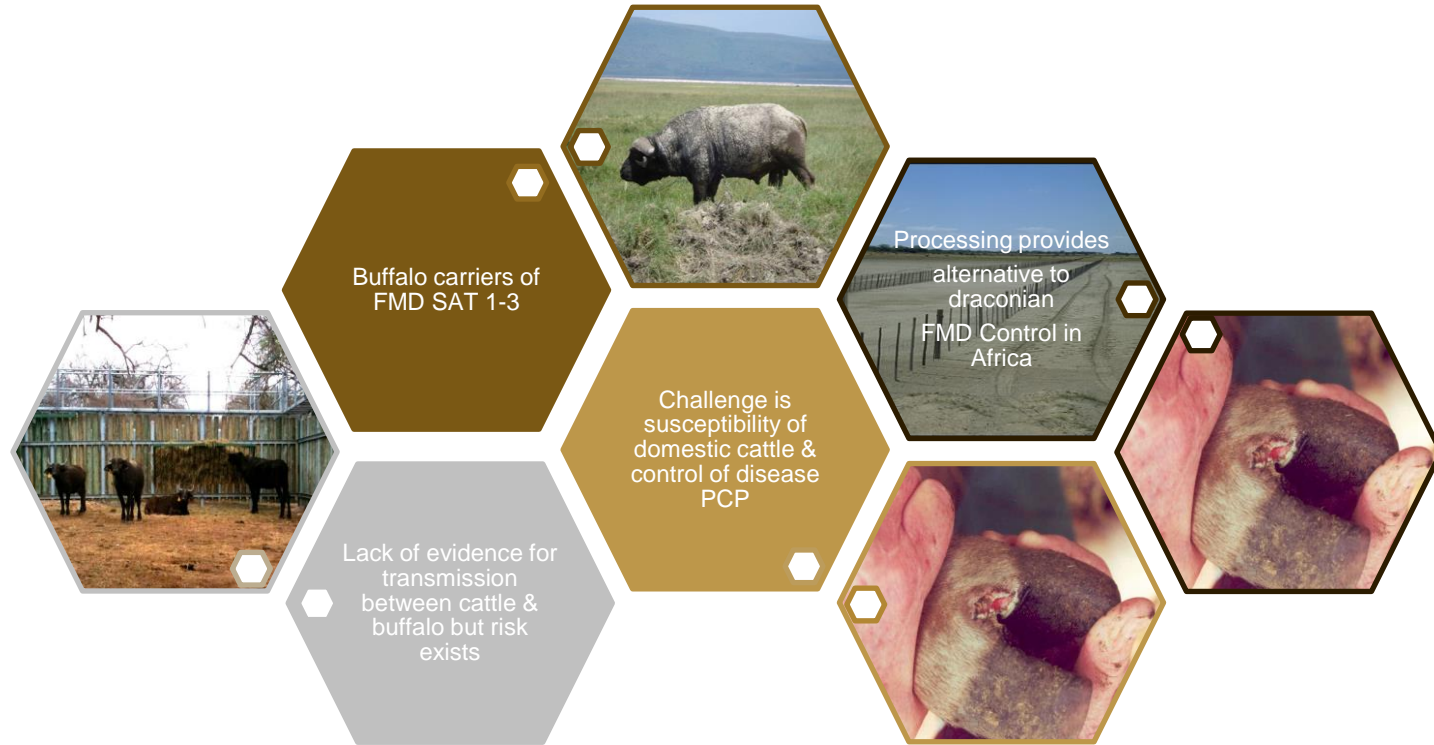 Buffalo carriers of
FMD SAT 1-3
Processing provides
alternative to
draconian
FMD Control in
Africa
Challenge is
susceptibility of
domestic cattle &
control of disease
PCP
Lack of evidence for
transmission
between cattle &
buffalo but risk
exists